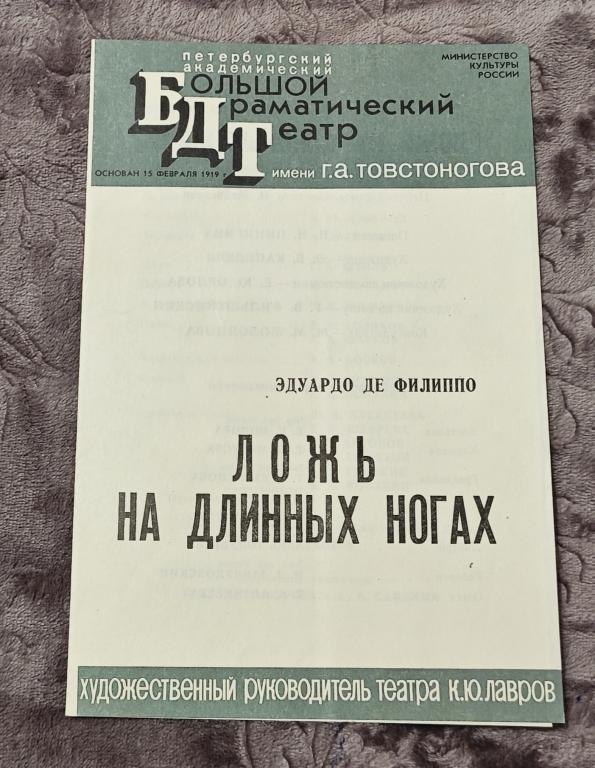 петербургский
академический
БОЛЬШОЙ
Драматический
Театр
МИНИСТЕРСТВО
КУЛЬТУРЫ
РОССИИ
ОСНОВАН 15 ФЕВРАЛЯ 1919 г.
имени Г.А.ТОВСТОНОГОВА
ЭДУАРДО ДЕ ФИЛИППО
ЛОЖЬ
НА ДЛИННЫХ НОГАХ
художественный руководитель театра К.Ю.Лавров